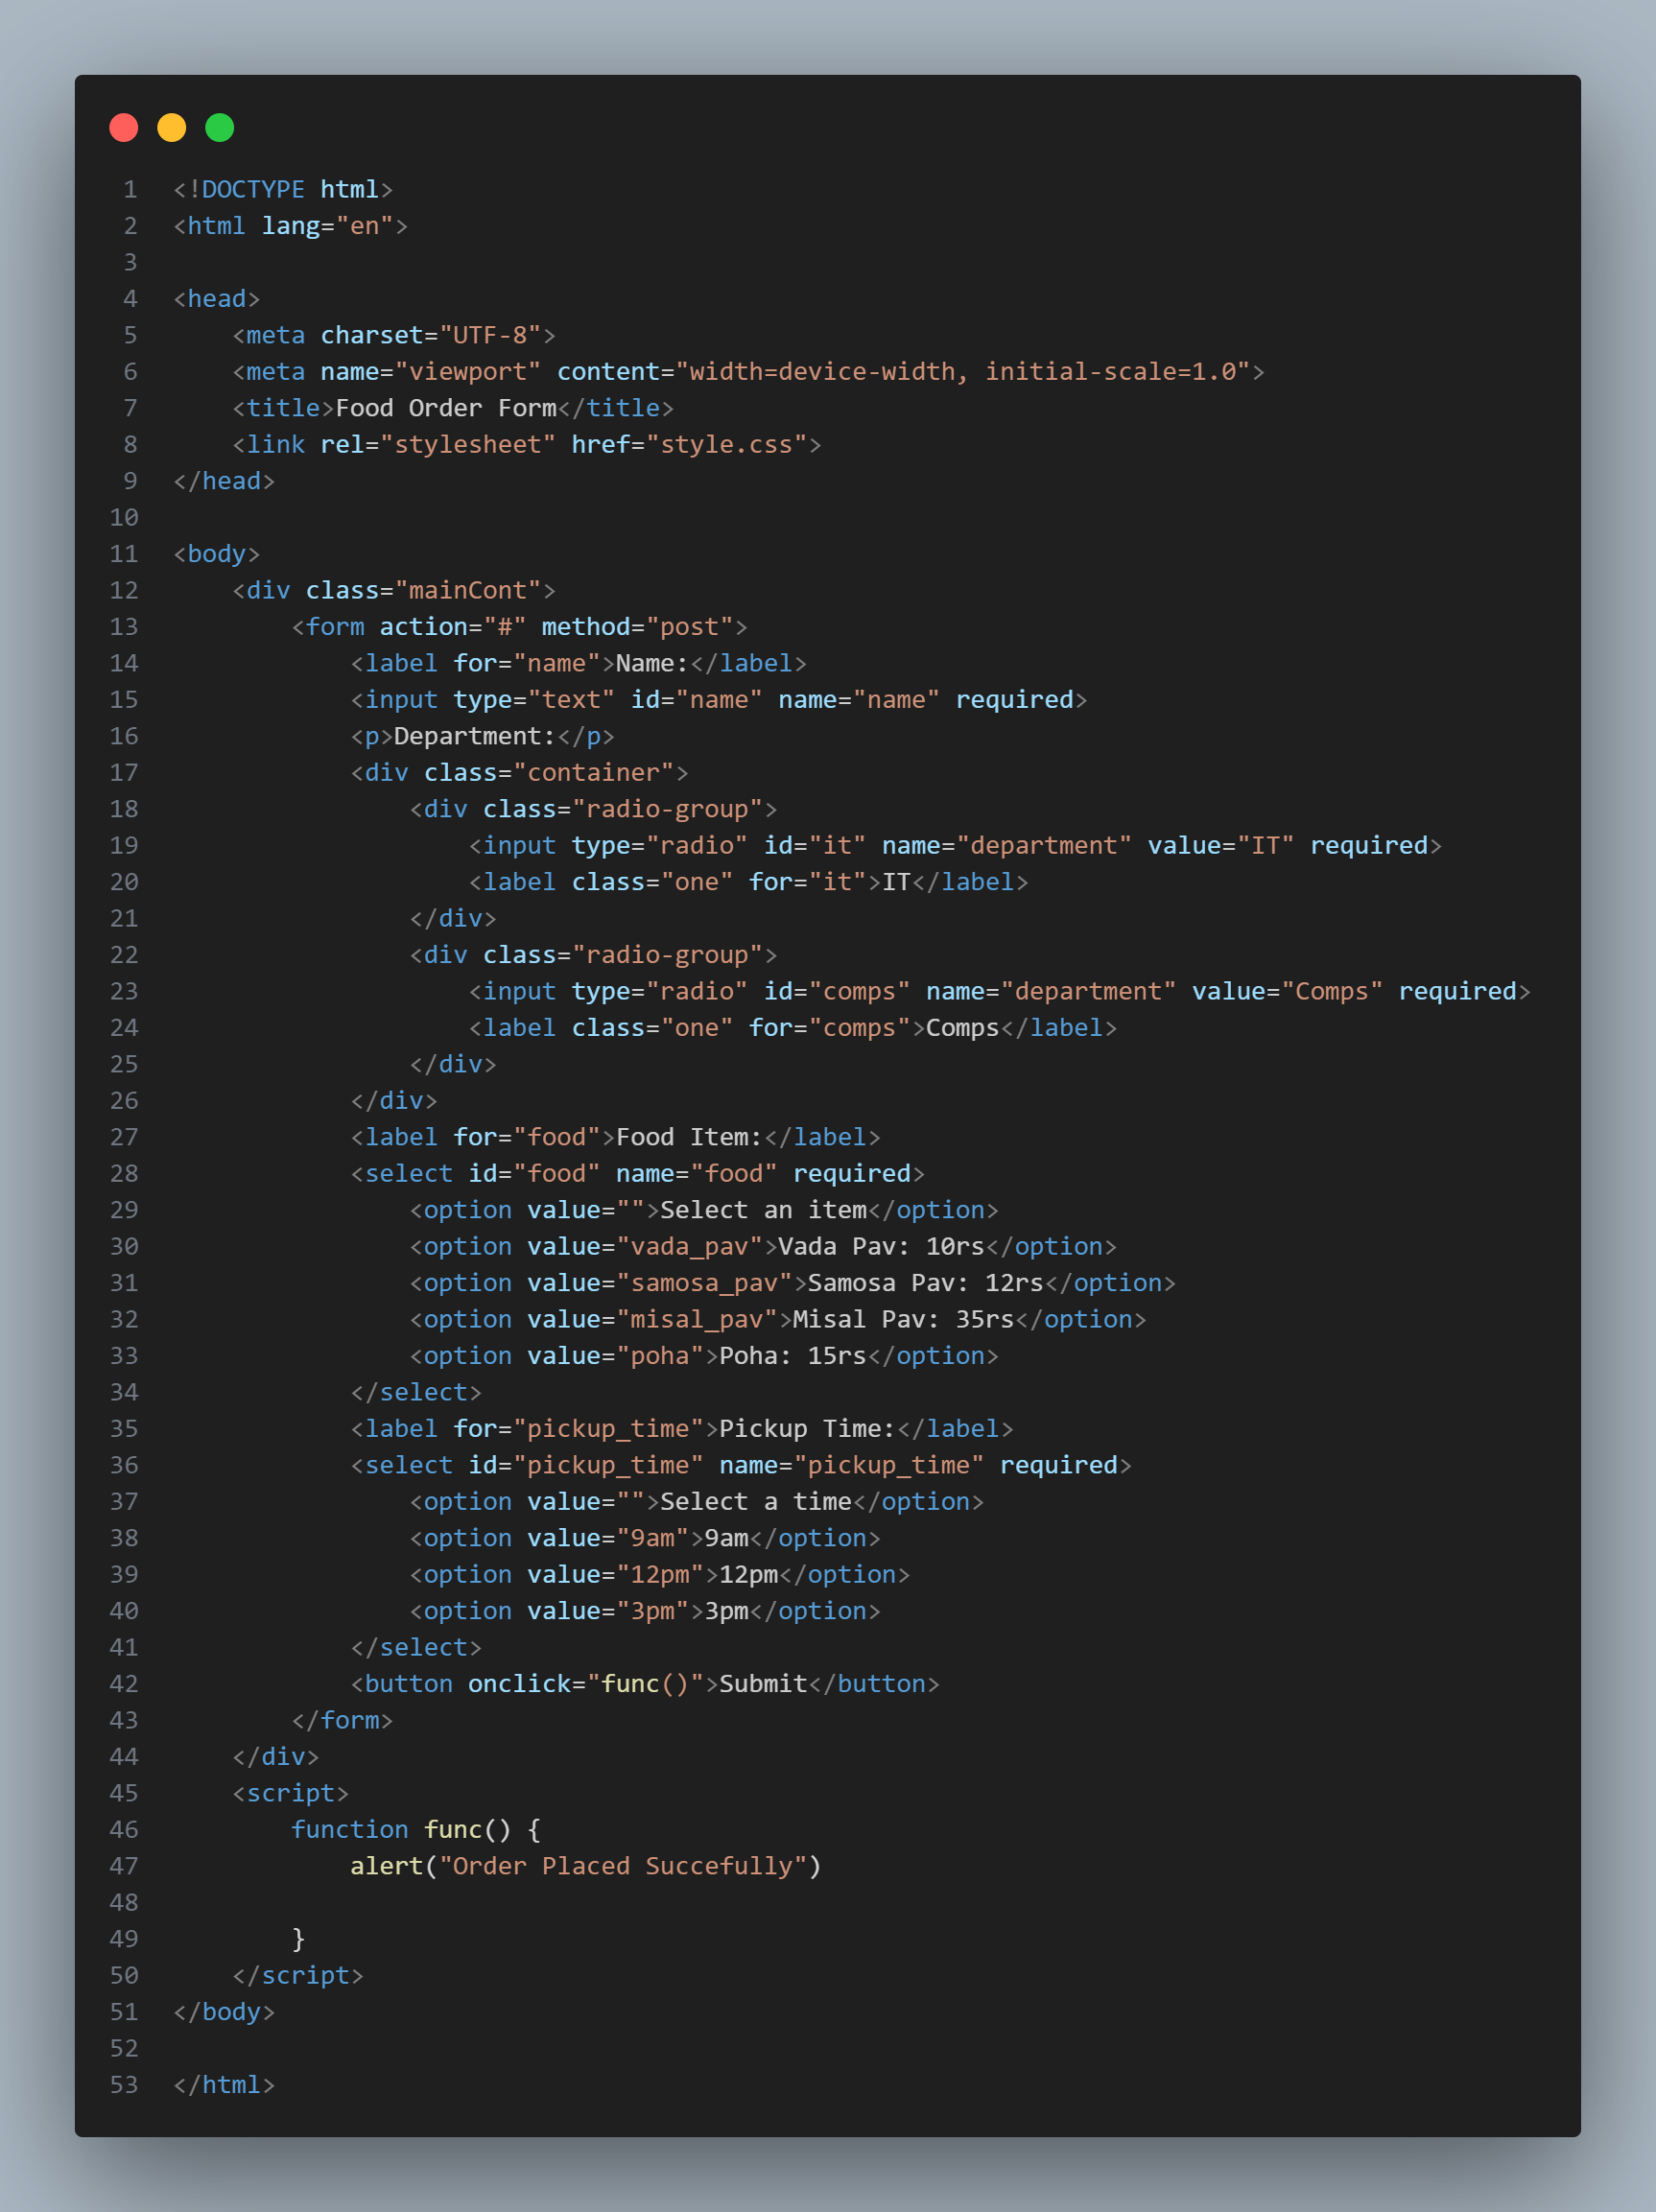 1 <!DOCTYPE html>
2 <html lang="en">
3
4 <head>
5     <meta charset="UTF-8">
6     <meta name="viewport" content="width=device-width, initial-scale=1.0">
7     <title>Food Order Form</title>
8     <link rel="stylesheet" href="style.css">
9 </head>
10
11 <body>
12     <div class="mainCont">
13         <form action="#" method="post">
14             <label for="name">Name:</label>
15             <input type="text" id="name" name="name" required>
16             <p>Department:</p>
17             <div class="container">
18                 <div class="radio-group">
19                     <input type="radio" id="it" name="department" value="IT" required>
20                     <label class="one" for="it">IT</label>
21                 </div>
22                 <div class="radio-group">
23                     <input type="radio" id="comps" name="department" value="Comps" required>
24                     <label class="one" for="comps">Comps</label>
25                 </div>
26             </div>
27             <label for="food">Food Item:</label>
28             <select id="food" name="food" required>
29                 <option value="">Select an item</option>
30                 <option value="vada_pav">Vada Pav: 10rs</option>
31                 <option value="samosa_pav">Samosa Pav: 12rs</option>
32                 <option value="misal_pav">Misal Pav: 35rs</option>
33                 <option value="poha">Poha: 15rs</option>
34             </select>
35             <label for="pickup_time">Pickup Time:</label>
36             <select id="pickup_time" name="pickup_time" required>
37                 <option value="">Select a time</option>
38                 <option value="9am">9am</option>
39                 <option value="12pm">12pm</option>
40                 <option value="3pm">3pm</option>
41             </select>
42             <button onclick="func()">Submit</button>
43         </form>
44     </div>
45     <script>
46         function func() {
47             alert("Order Placed Succefully")
48
49         }
50     </script>
51 </body>
52
53 </html>